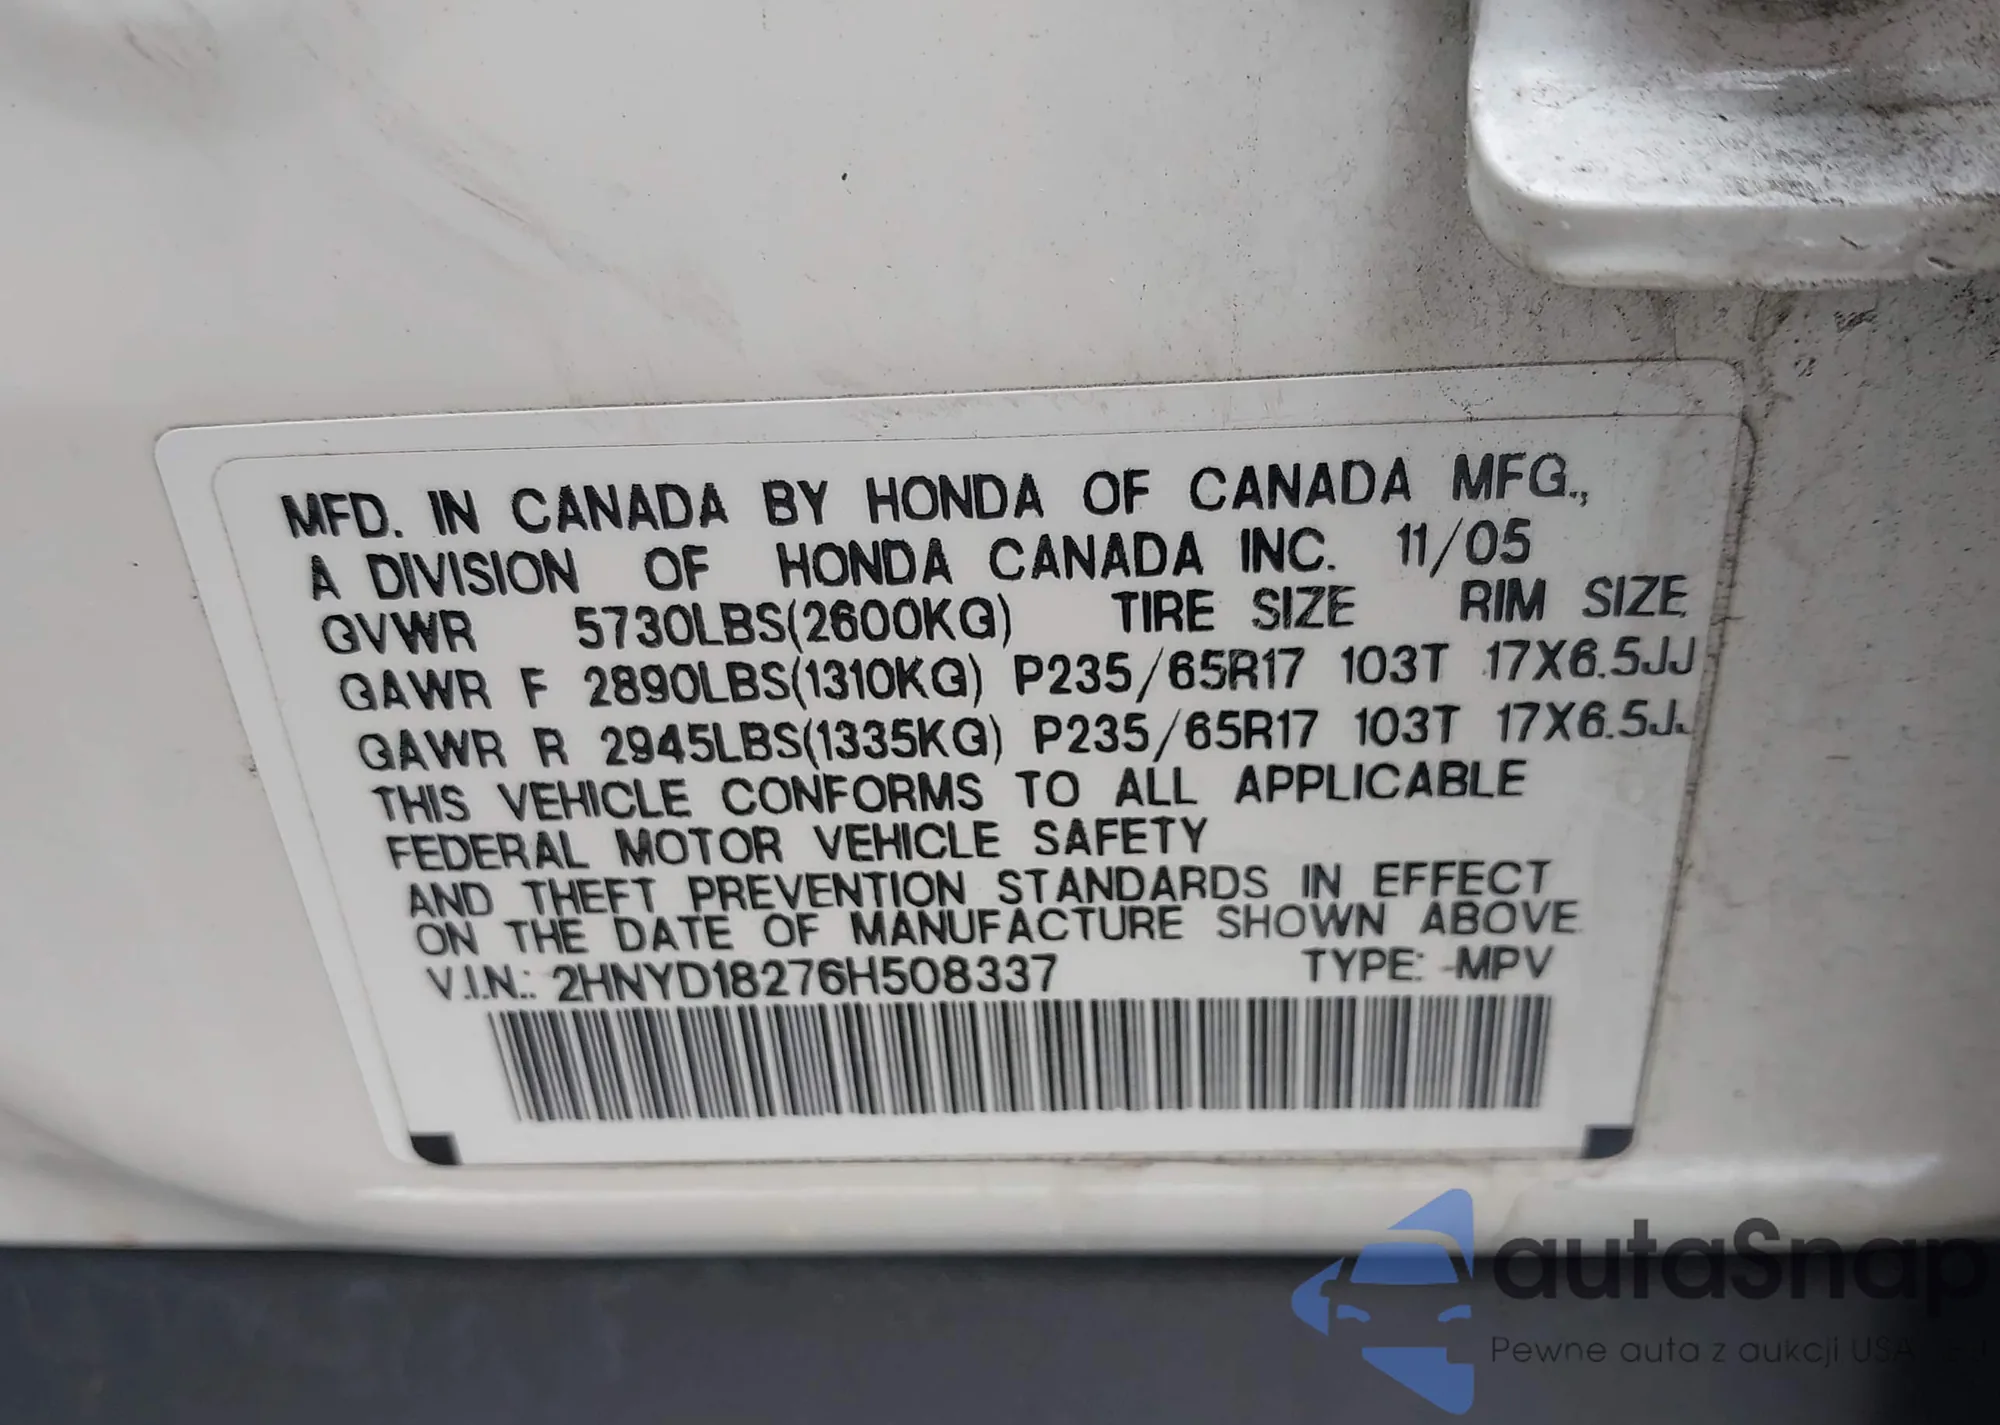 MFD. IN CANADA BY HONDA OF CANADA MFG.,
A DIVISION OF HONDA CANADA INC. 11/05
GVWR 5730LBS(2600KG) TIRE SIZE RIM SIZE
GAWR F 2890LBS(1310KG) P235/65R17 103T 17X6.5JJ
GAWR R 2945LBS(1335KG) P235/65R17 103T 17X6.5JJ
THIS VEHICLE CONFORMS TO ALL APPLICABLE
FEDERAL MOTOR VEHICLE SAFETY
AND THEFT PREVENTION STANDARDS IN EFFECT
ON THE DATE OF MANUFACTURE SHOWN ABOVE.
V.I.N.: 2HNYD18276H508337 TYPE: MPV
autaSnap
Pewne auta z aukcji USA